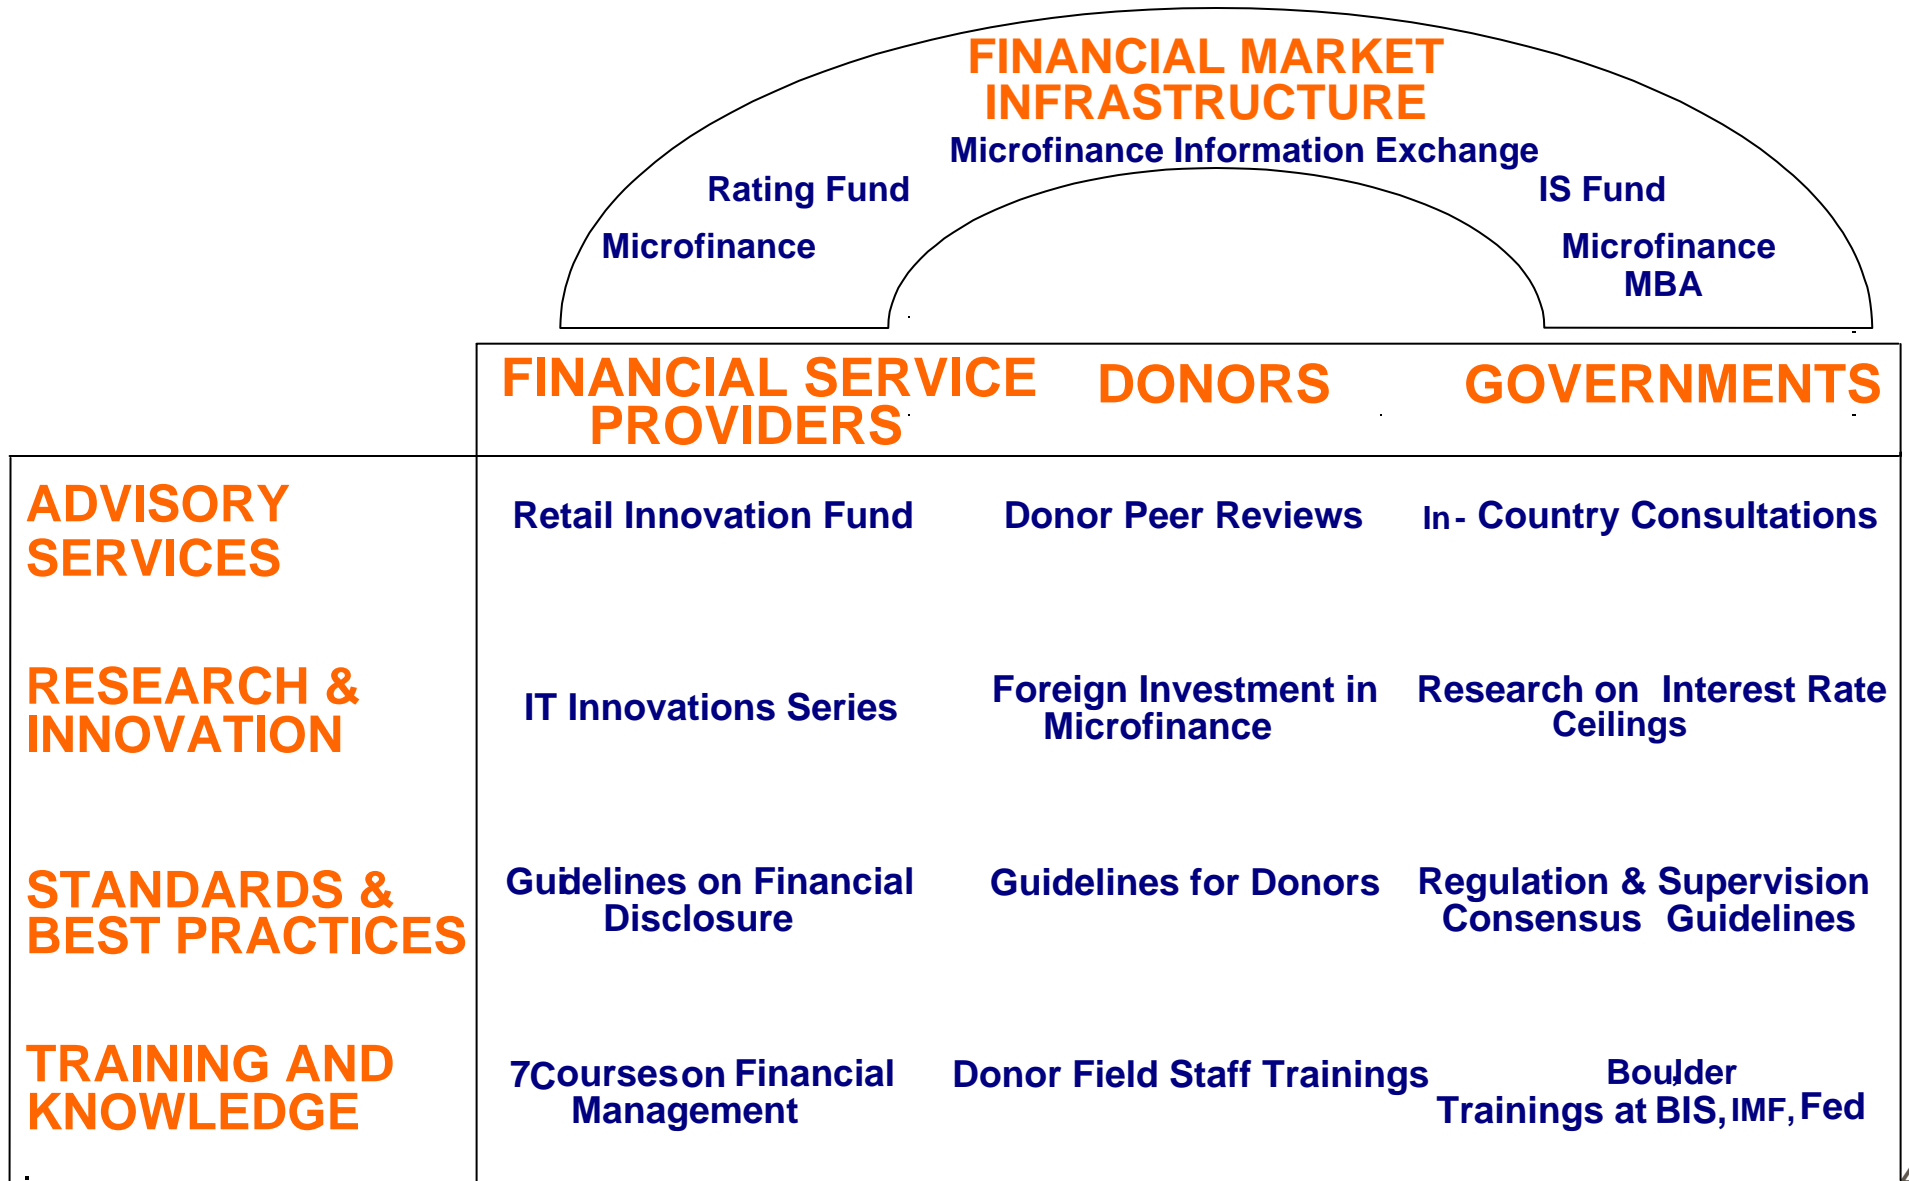 FINANCIAL MARKET
INFRASTRUCTURE
Microfinance Information Exchange
Rating Fund
IS Fund
Microfinance
Microfinance
MBA
FINANCIAL SERVICE
PROVIDERS
DONORS
GOVERNMENTS
ADVISORY
SERVICES
Retail Innovation Fund
Donor Peer Reviews
In- Country Consultations
RESEARCH &
INNOVATION
IT Innovations Series
Foreign Investment in
Microfinance
Research on Interest Rate
Ceilings
STANDARDS &
BEST PRACTICES
Guidelines on Financial
Disclosure
Guidelines for Donors
Regulation & Supervision
Consensus Guidelines
TRAINING AND
KNOWLEDGE
7Courses on Financial
Management
Donor Field Staff Trainings
Boulder
Trainings at BIS, IMF, Fed